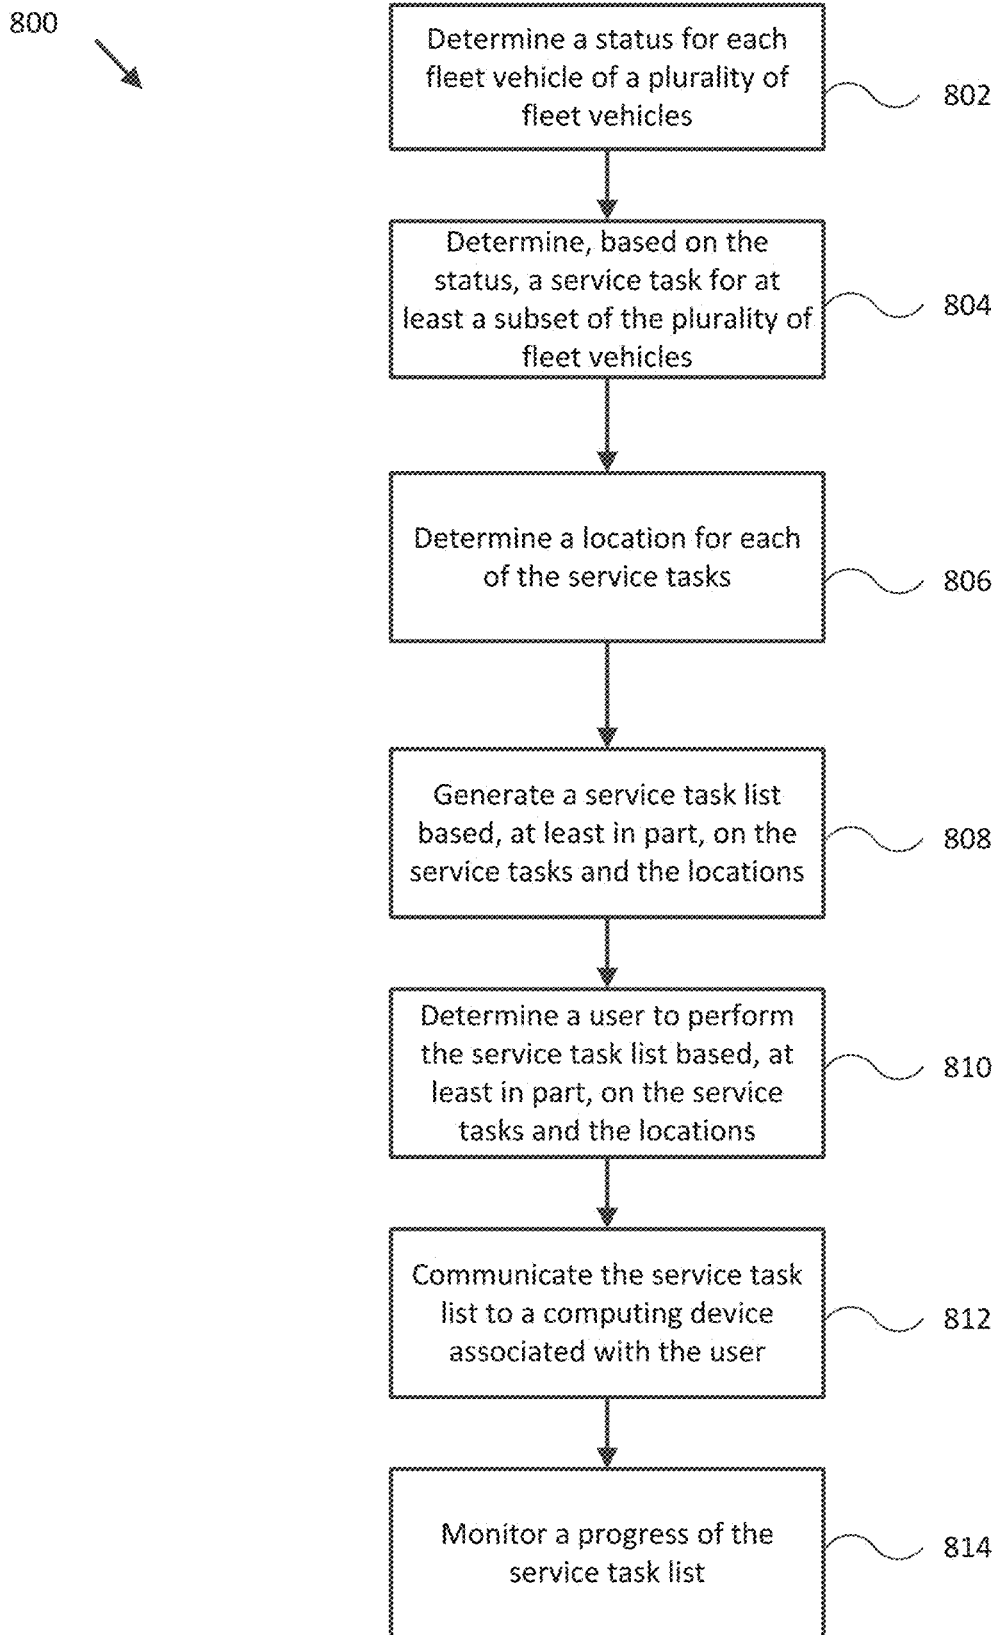 800
Determine a status for each
fleet vehicle of a plurality of
fleet vehicles
802
Determine, based on the
status, a service task for at
least a subset of the plurality of
fleet vehicles
804
Determine a location for each
of the service tasks
806
Generate a service task list
based, at least in part, on the
service tasks and the locations
808
Determine a user to perform
the service task list based, at
least in part, on the service
tasks and the locations
810
Communicate the service task
list to a computing device
associated with the user
812
Monitor a progress of the
service task list
814